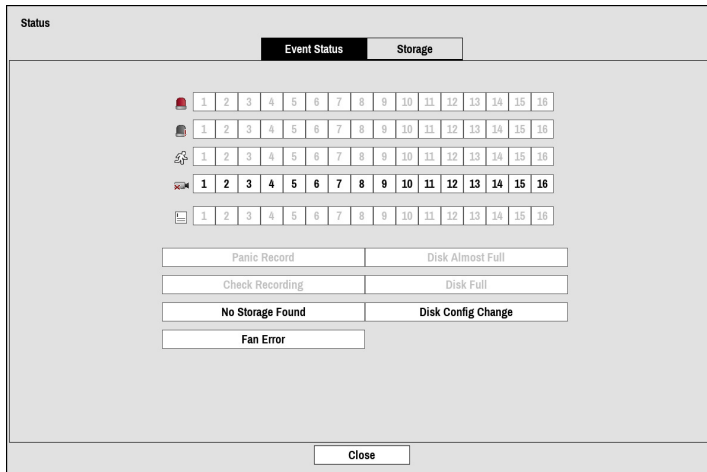 Status
Event Status Storage
1 2 3 4 5 6 7 8 9 10 11 12 13 14 15 16
1 2 3 4 5 6 7 8 9 10 11 12 13 14 15 16
1 2 3 4 5 6 7 8 9 10 11 12 13 14 15 16
1 2 3 4 5 6 7 8 9 10 11 12 13 14 15 16
1 2 3 4 5 6 7 8 9 10 11 12 13 14 15 16
Panic Record Disk Almost Full
Check Recording Disk Full
No Storage Found Disk Config Change
Fan Error
Close